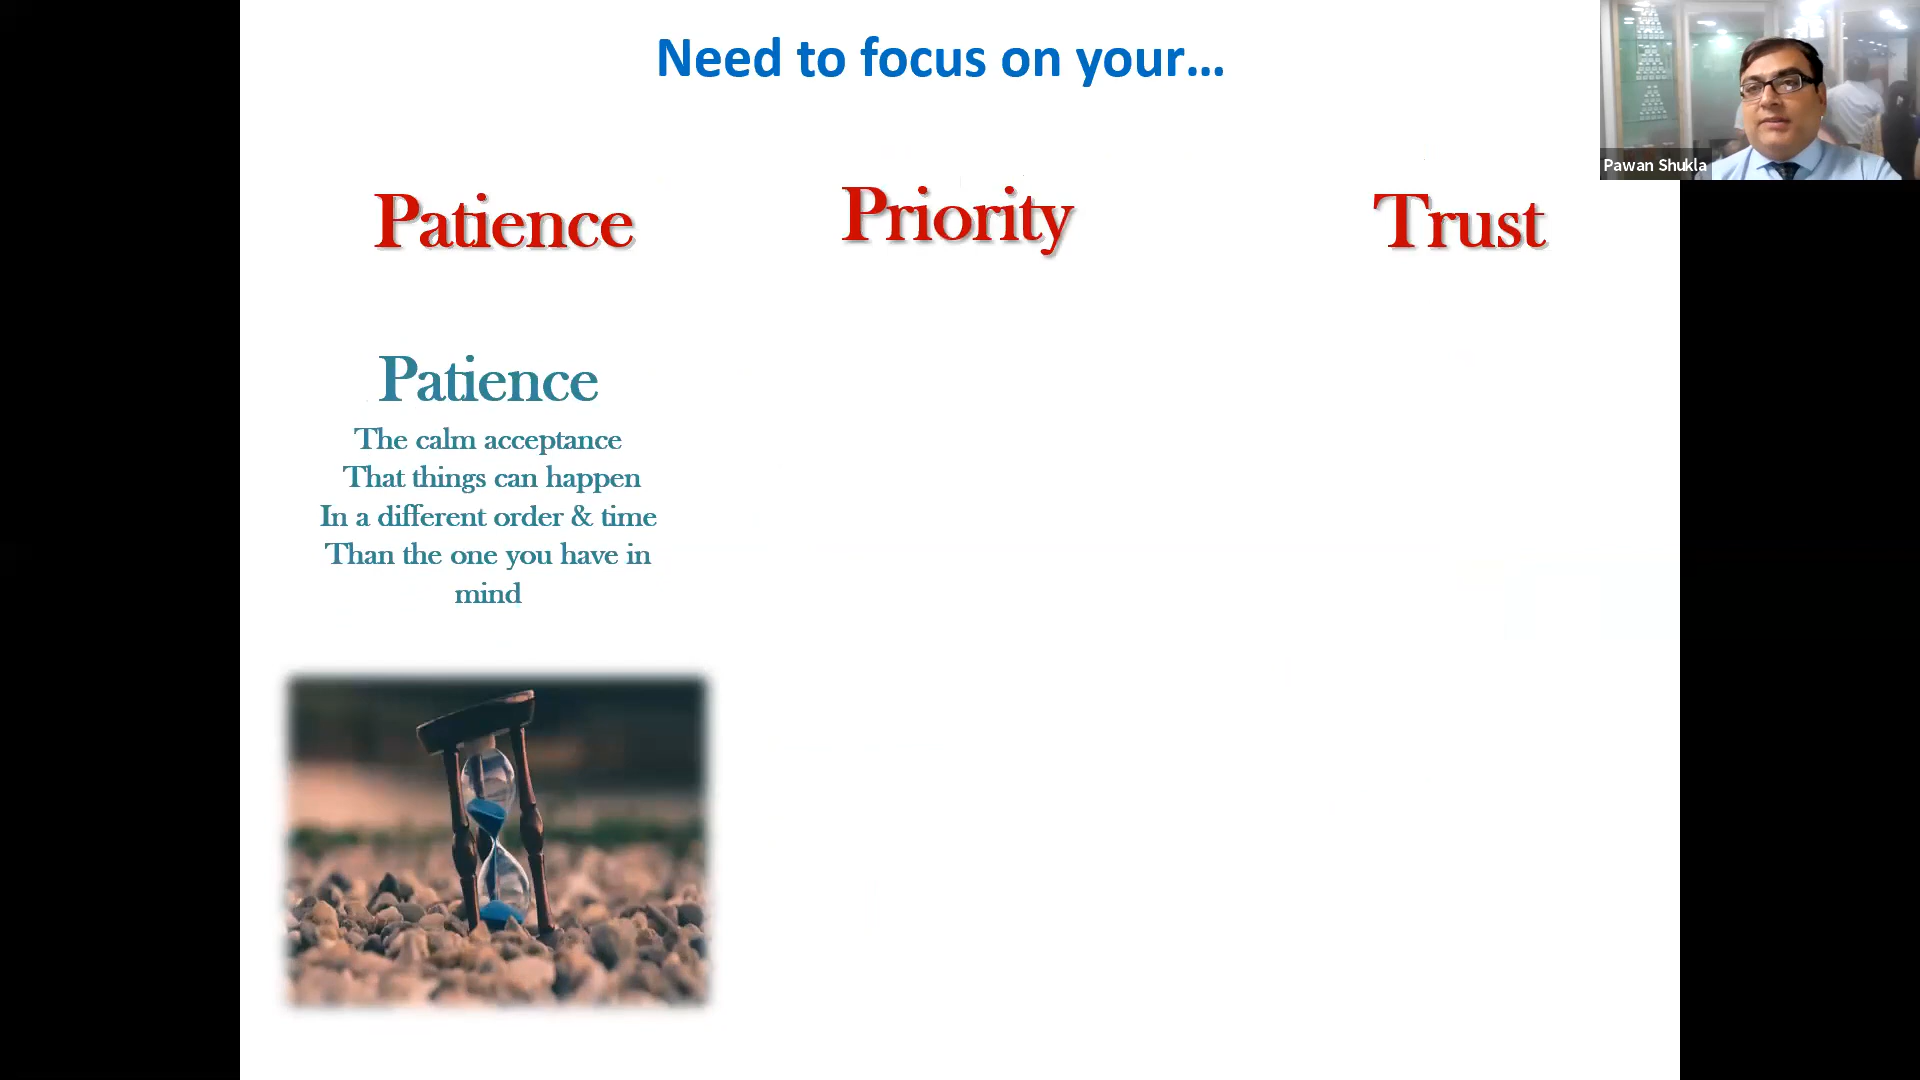 Need to focus on your...
Pawan Shukla
Patience
Priority
Trust
Patience
The calm acceptance
That things can happen
In a different order & time
Than the one you have in
mind